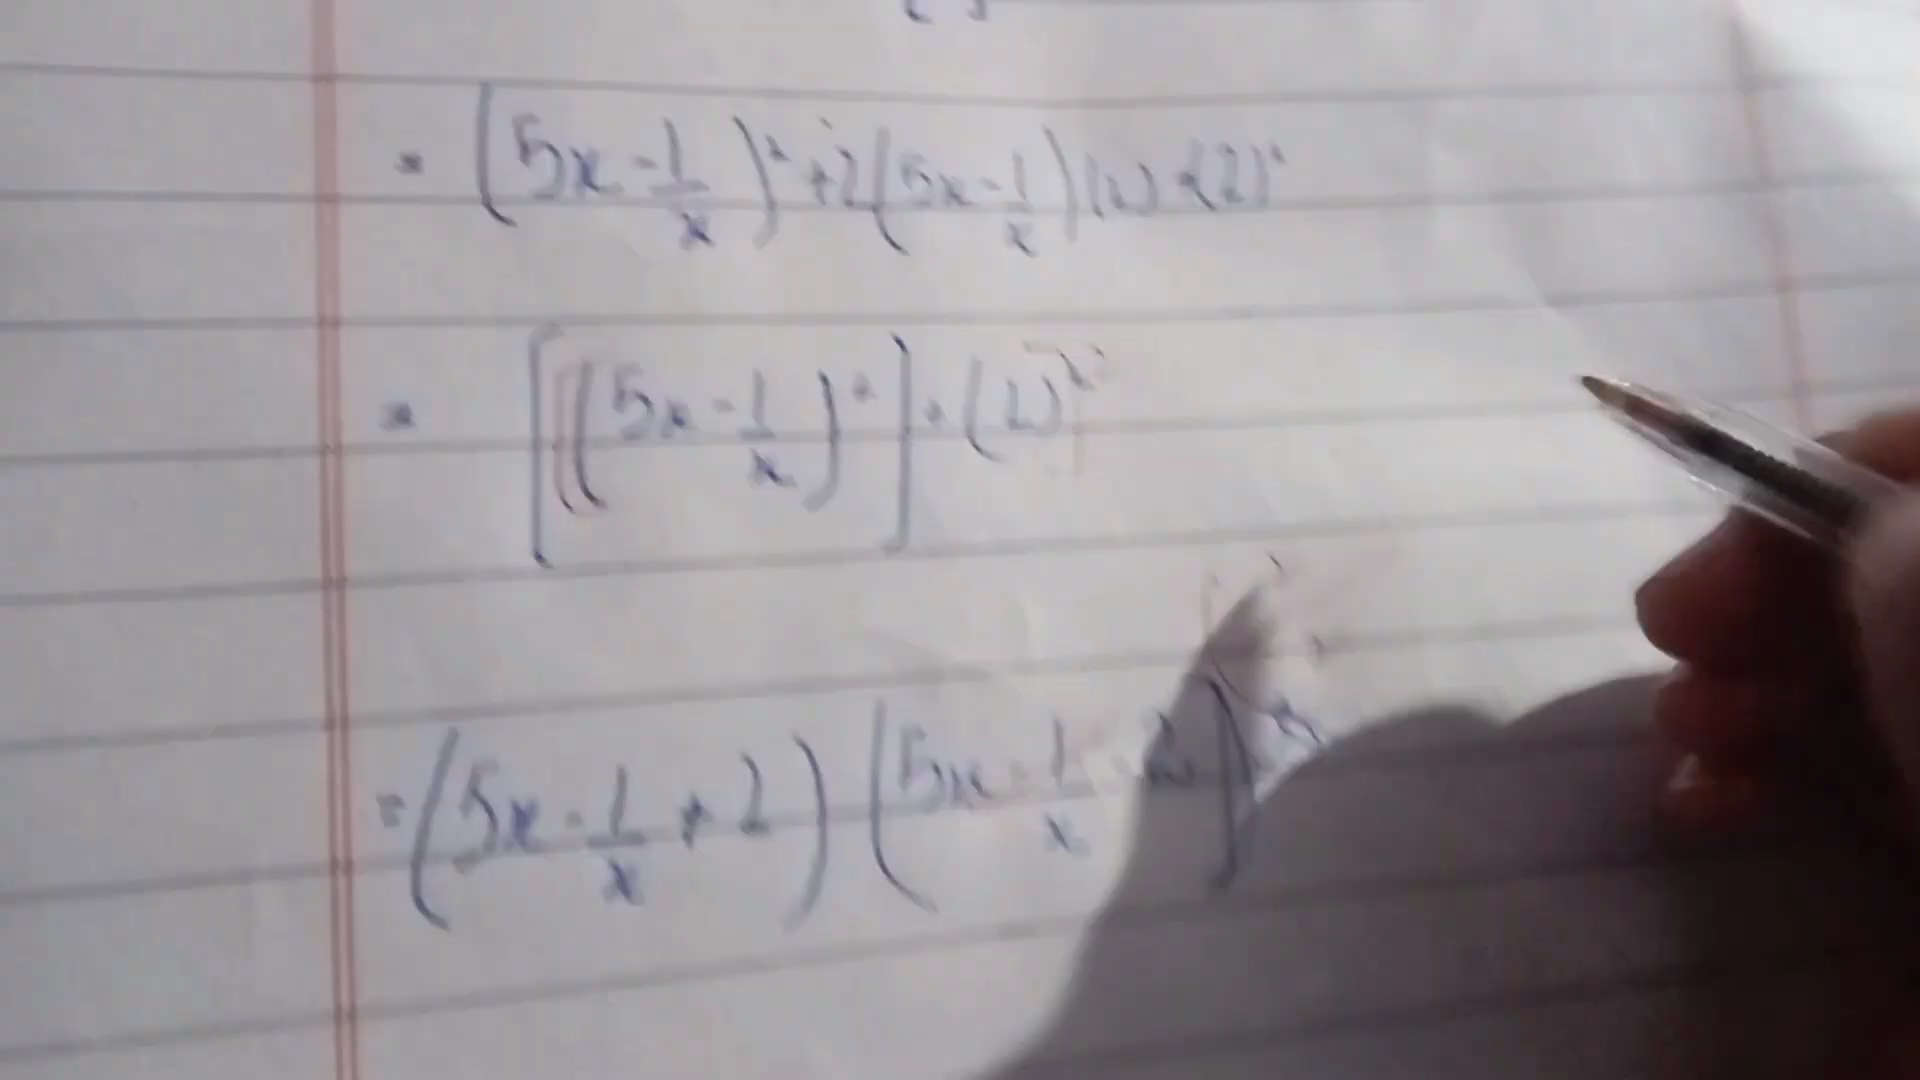 = (5x - 1/x)² + 2(5x - 1/x)(2) + (2)²
= [(5x - 1/x)²] + (2)²
= (5x - 1/x + 2)(5x - 1/x + 2)